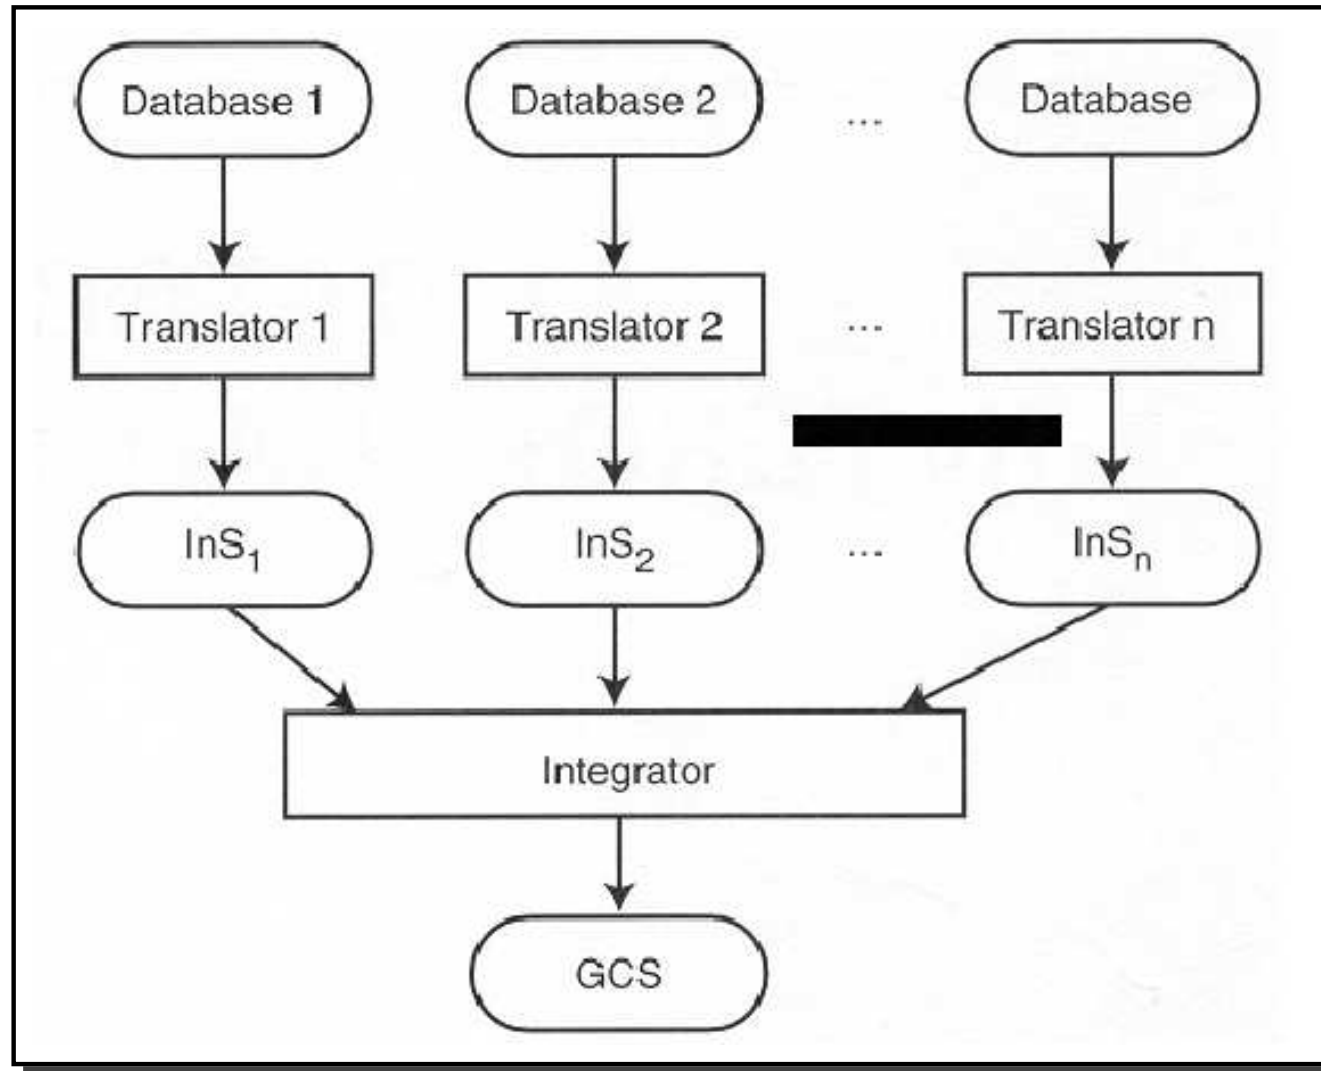 Database 1 Database 2 ... Database
Translator 1 Translator 2 ... Translator n
InS₁ InS₂ ... InSₙ
Integrator
GCS